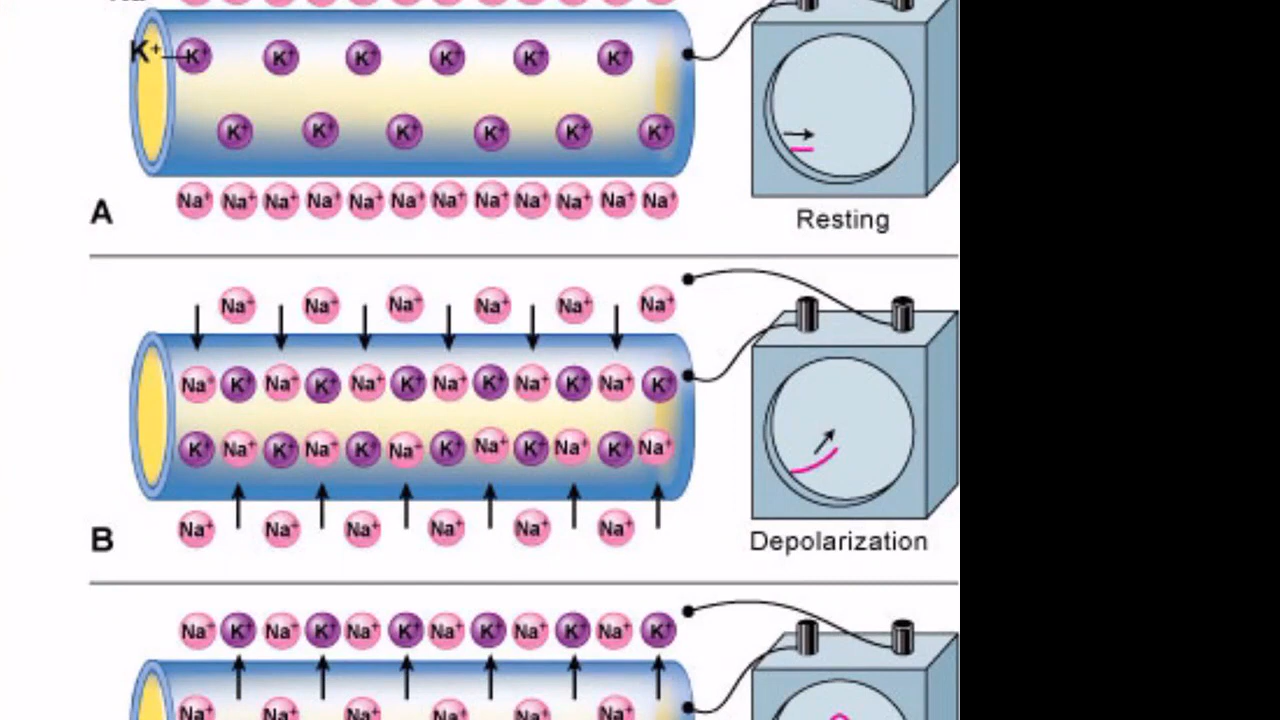 K⁺ K⁺ K⁺ K⁺ K⁺ K⁺ K⁺
K⁺ K⁺ K⁺ K⁺ K⁺ K⁺
Na⁺ Na⁺ Na⁺ Na⁺ Na⁺ Na⁺ Na⁺ Na⁺ Na⁺ Na⁺ Na⁺ Na⁺
A
Resting
Na⁺ Na⁺ Na⁺ Na⁺ Na⁺ Na⁺
Na⁺ K⁺ Na⁺ K⁺ Na⁺ K⁺ Na⁺ K⁺ Na⁺ K⁺ Na⁺ K⁺
K⁺ Na⁺ K⁺ Na⁺ K⁺ Na⁺ K⁺ Na⁺ K⁺ Na⁺ K⁺ Na⁺
Na⁺ Na⁺ Na⁺ Na⁺ Na⁺ Na⁺
B
Depolarization
Na⁺ K⁺ Na⁺ K⁺ Na⁺ K⁺ Na⁺ K⁺ Na⁺ K⁺ Na⁺ K⁺
Na⁺ Na⁺ Na⁺ Na⁺ Na⁺ Na⁺